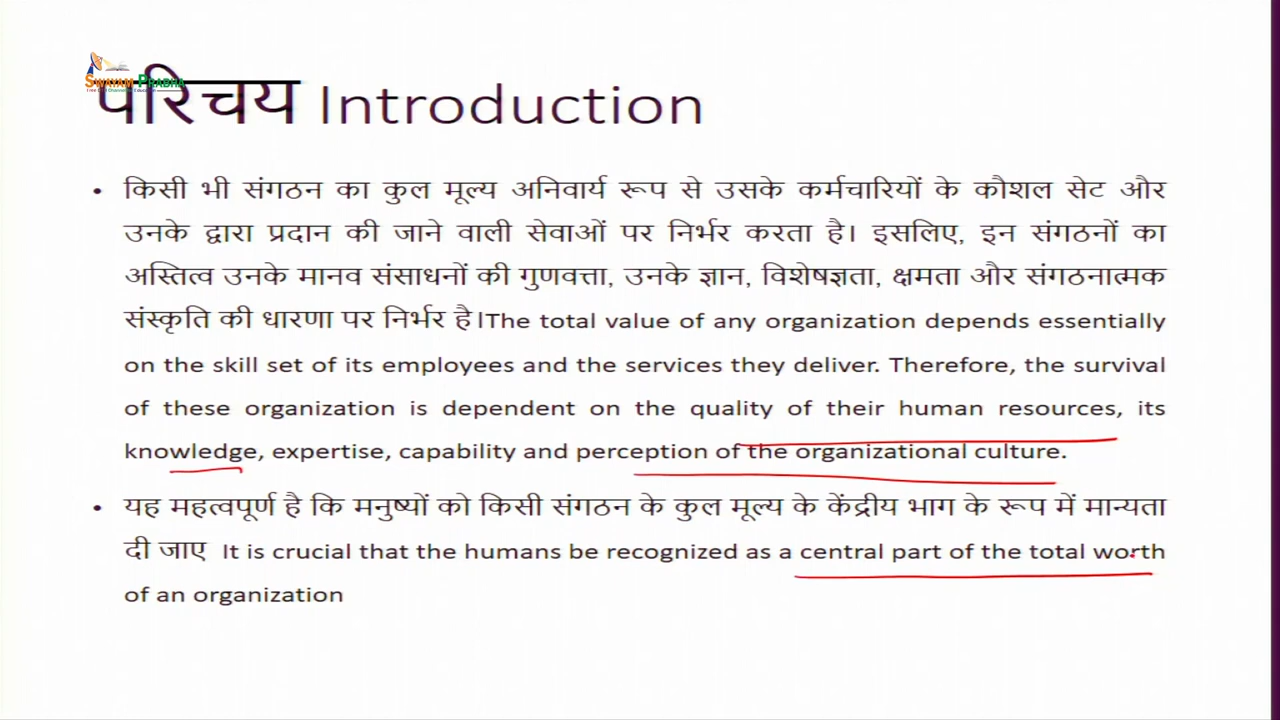 SWAYAM PRABHA
परिचय Introduction
• किसी भी संगठन का कुल मूल्य अनिवार्य रूप से उसके कर्मचारियों के कौशल सेट और
उनके द्वारा प्रदान की जाने वाली सेवाओं पर निर्भर करता है। इसलिए, इन संगठनों का
अस्तित्व उनके मानव संसाधनों की गुणवत्ता, उनके ज्ञान, विशेषज्ञता, क्षमता और संगठनात्मक
संस्कृति की धारणा पर निर्भर है।The total value of any organization depends essentially
on the skill set of its employees and the services they deliver. Therefore, the survival
of these organization is dependent on the quality of their human resources, its
knowledge, expertise, capability and perception of the organizational culture.
• यह महत्वपूर्ण है कि मनुष्यों को किसी संगठन के कुल मूल्य के केंद्रीय भाग के रूप में मान्यता
दी जाए It is crucial that the humans be recognized as a central part of the total worth
of an organization